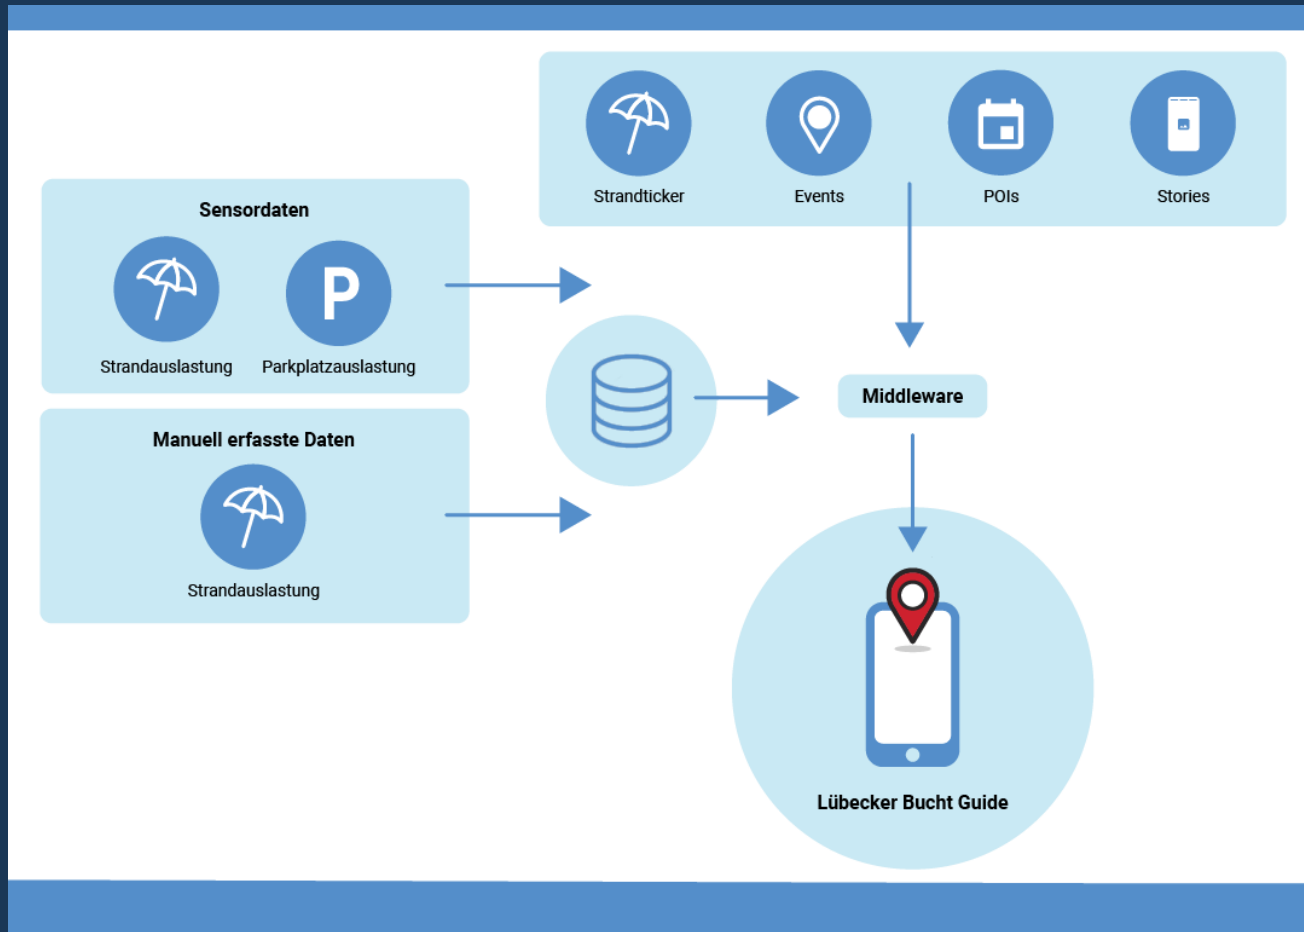 Strandticker
Events
POIs
Stories
Sensordaten
P
Strandauslastung
Parkplatzauslastung
Manuell erfasste Daten
Strandauslastung
Middleware
Lübecker Bucht Guide